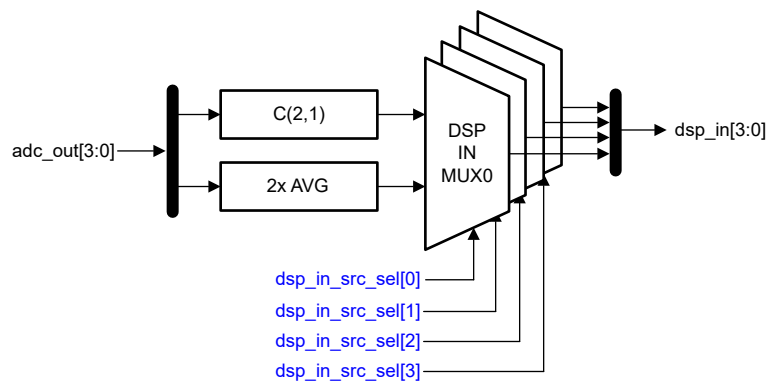 adc_out[3:0]
C(2,1)
2x AVG
DSP
IN
MUX0
dsp_in[3:0]
dsp_in_src_sel[0]
dsp_in_src_sel[1]
dsp_in_src_sel[2]
dsp_in_src_sel[3]